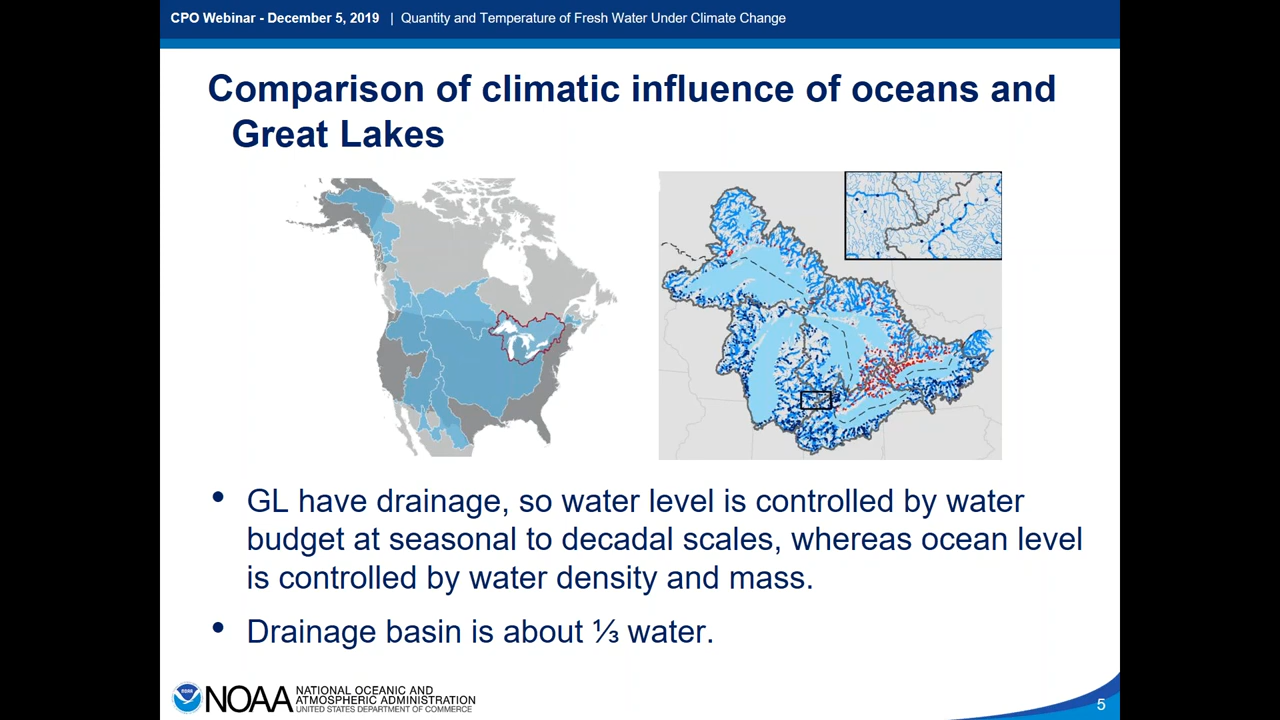 CPO Webinar - December 5, 2019 | Quantity and Temperature of Fresh Water Under Climate Change
Comparison of climatic influence of oceans and
Great Lakes
• GL have drainage, so water level is controlled by water
budget at seasonal to decadal scales, whereas ocean level
is controlled by water density and mass.
• Drainage basin is about ⅓ water.
NOAA
NATIONAL OCEANIC AND
ATMOSPHERIC ADMINISTRATION
UNITED STATES DEPARTMENT OF COMMERCE
5